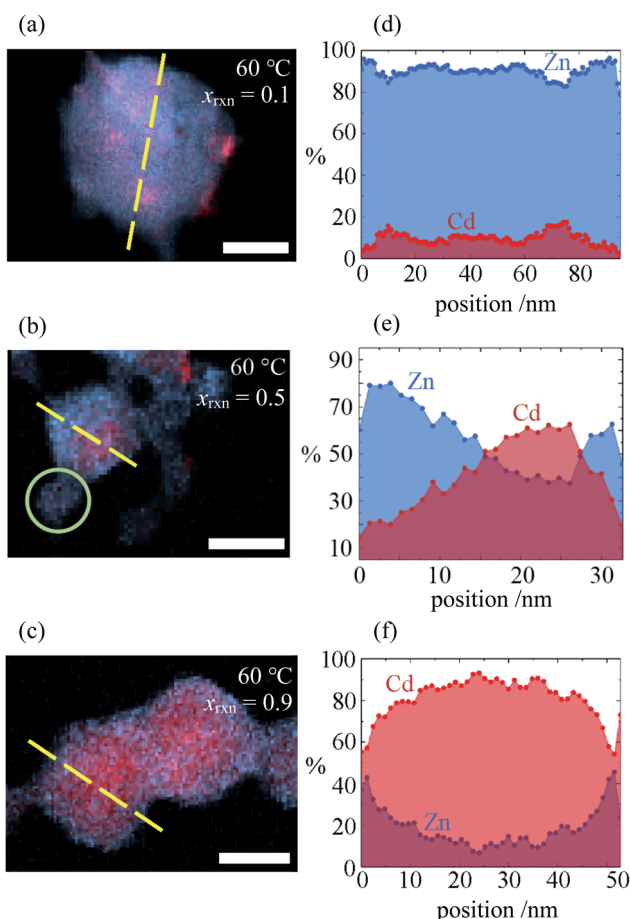 (a)
60 °C
xrxn = 0.1
(d)
100
80
60
%
40
20
0
Zn
Cd
0 20 40 60 80
position /nm
(b)
60 °C
xrxn = 0.5
(e)
90
70
%
50
30
10
Zn
Cd
0 10 20 30
position /nm
(c)
60 °C
xrxn = 0.9
(f)
100
80
60
%
40
20
0
Cd
Zn
0 10 20 30 40 50
position /nm